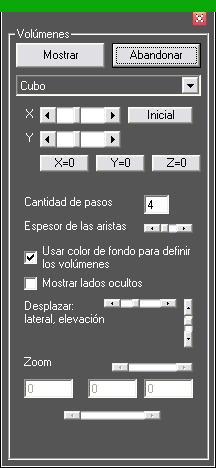 Volúmenes
Mostrar Abandonar
Cubo
X Inicial
Y
X=0 Y=0 Z=0
Cantidad de pasos 4
Espesor de las aristas
Usar color de fondo para definir
los volúmenes
Mostrar lados ocultos
Desplazar:
lateral, elevación
Zoom
0 0 0